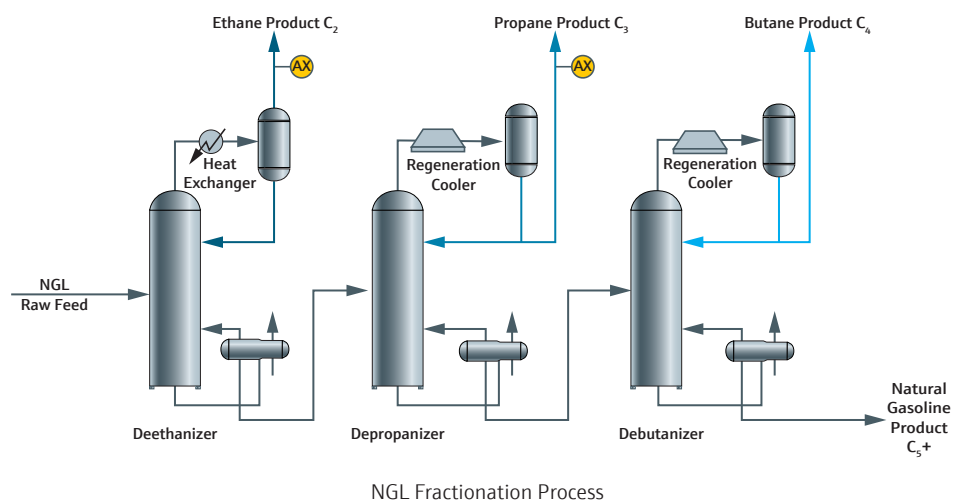 Ethane Product C₂
Propane Product C₃
Butane Product C₄
AX
AX
Heat
Exchanger
Regeneration
Cooler
Regeneration
Cooler
NGL
Raw Feed
Deethanizer
Depropanizer
Debutanizer
Natural
Gasoline
Product
C₅+
NGL Fractionation Process